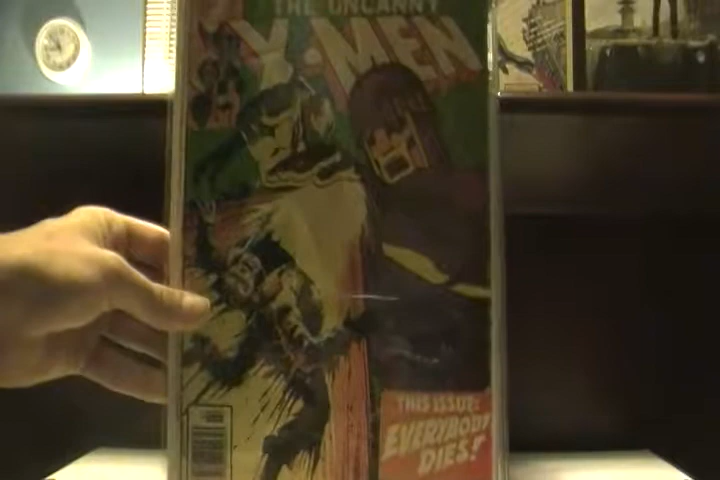 THE UNCANNY
X-MEN
THIS ISSUE:
EVERYBODY
DIES!